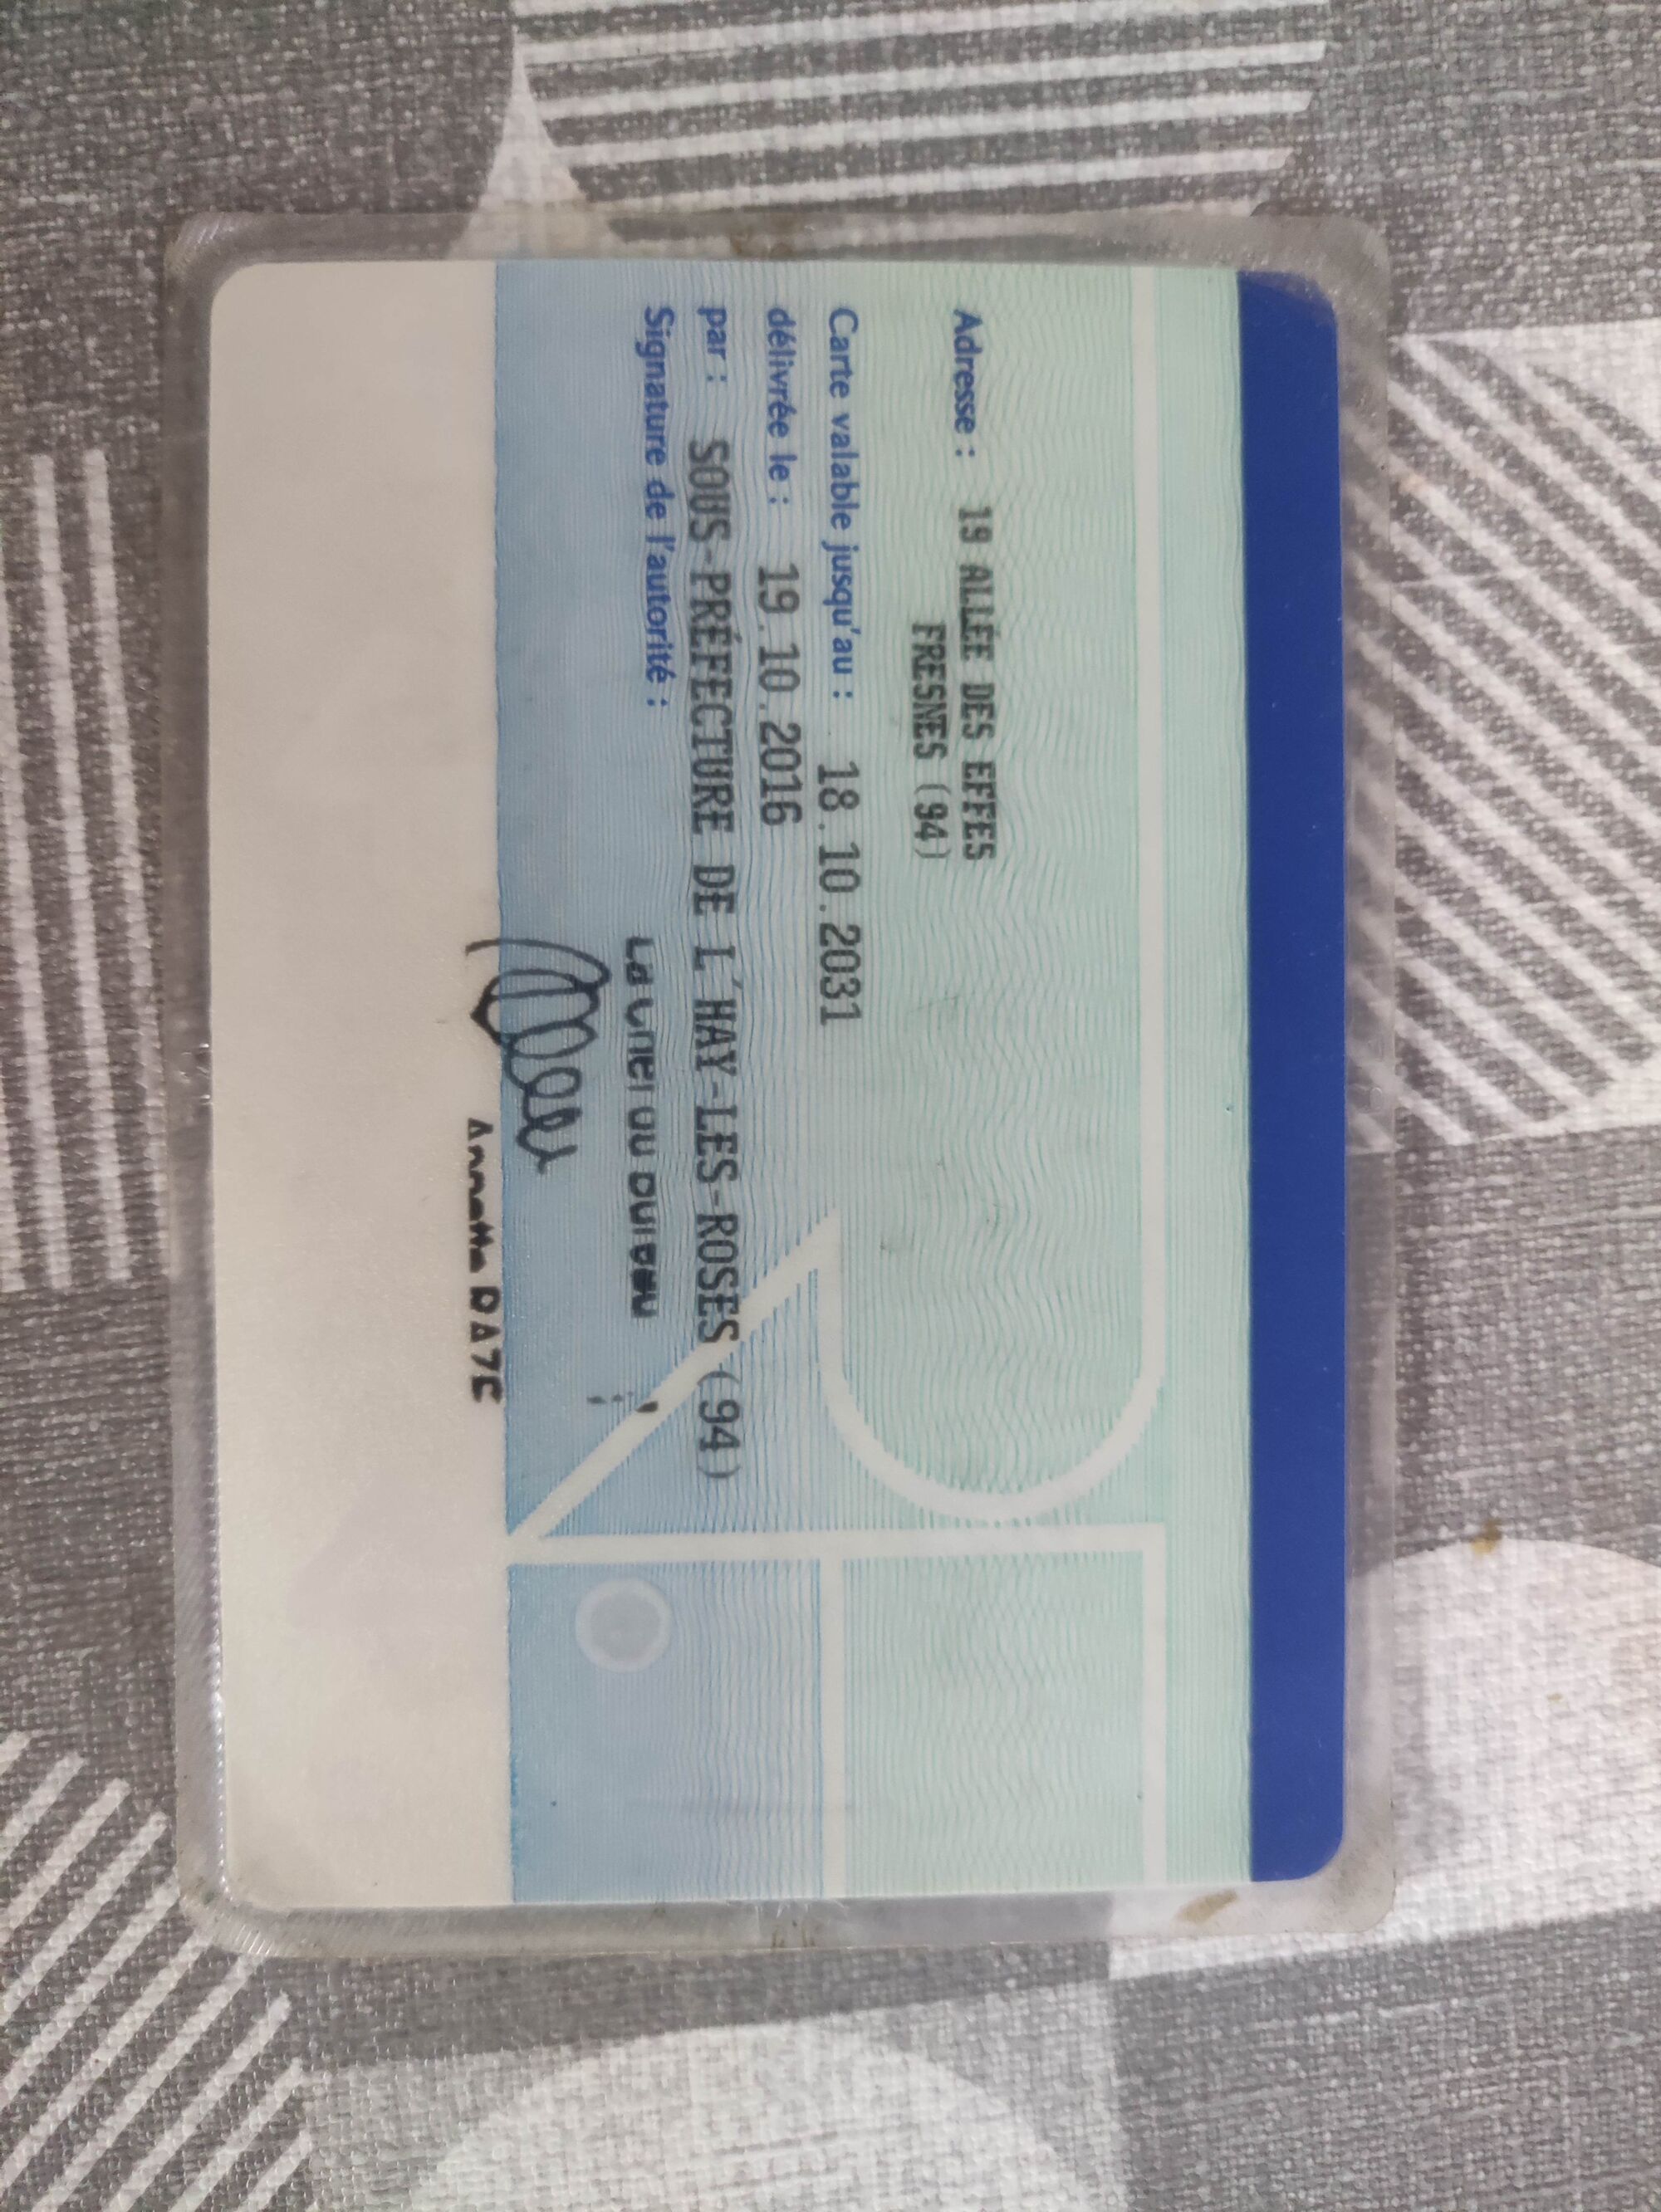 Adresse : 19 ALLÉE DES EFFES
FRESNES (94)
Carte valable jusqu'au : 18.10.2031
délivrée le : 19.10.2016
par : SOUS-PRÉFECTURE DE L'HAY-LES-ROSES (94)
Signature de l'autorité :